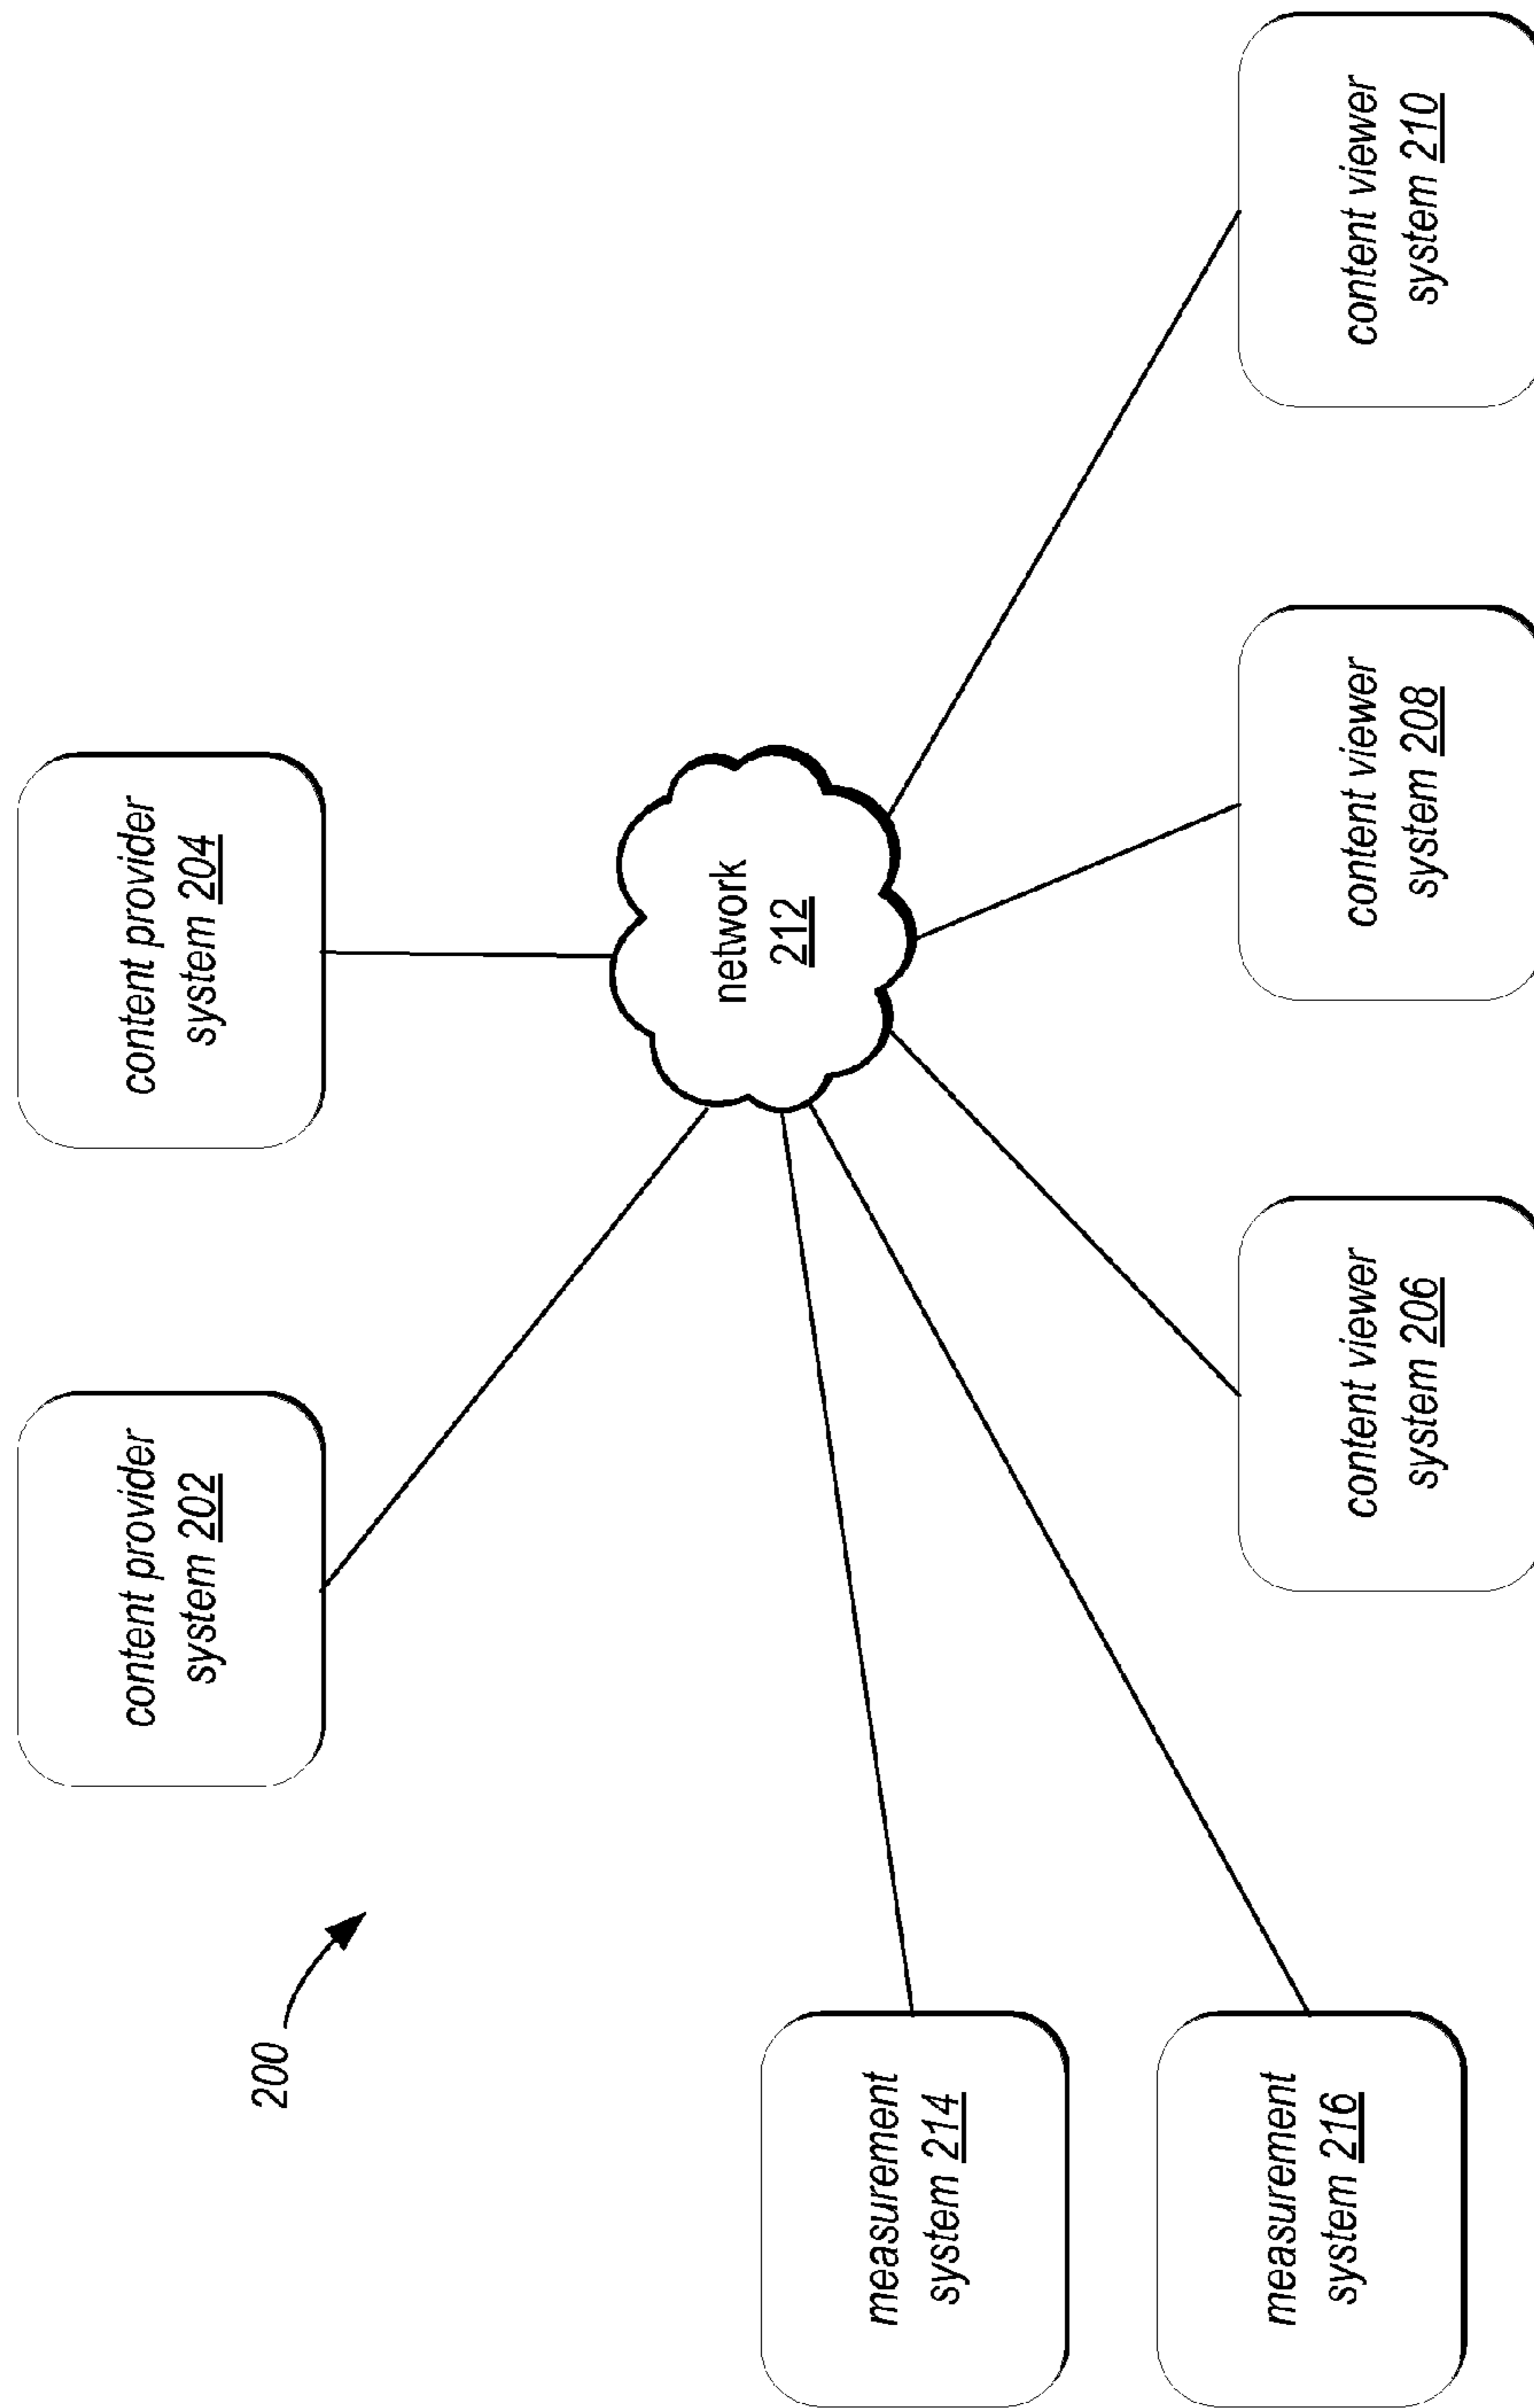 200
content provider
system 202
content provider
system 204
network
212
measurement
system 214
measurement
system 216
content viewer
system 206
content viewer
system 208
content viewer
system 210